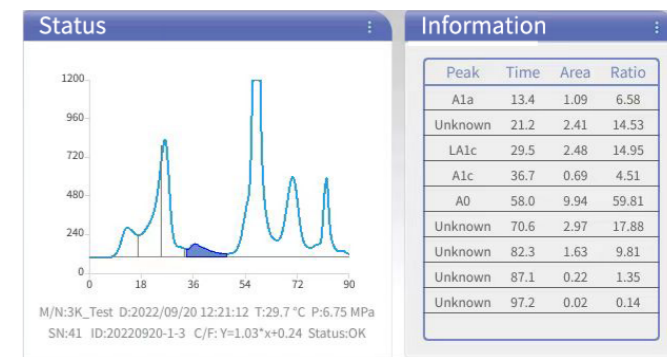 Status
Information
1200
960
720
480
240
0
0 18 36 54 72 90
M/N:3K_Test D:2022/09/20 12:21:12 T:29.7 °C P:6.75 MPa
SN:41 ID:20220920-1-3 C/F: Y=1.03*x+0.24 Status:OK
Peak Time Area Ratio
A1a 13.4 1.09 6.58
Unknown 21.2 2.41 14.53
LA1c 29.5 2.48 14.95
A1c 36.7 0.69 4.51
A0 58.0 9.94 59.81
Unknown 70.6 2.97 17.88
Unknown 82.3 1.63 9.81
Unknown 87.1 0.22 1.35
Unknown 97.2 0.02 0.14